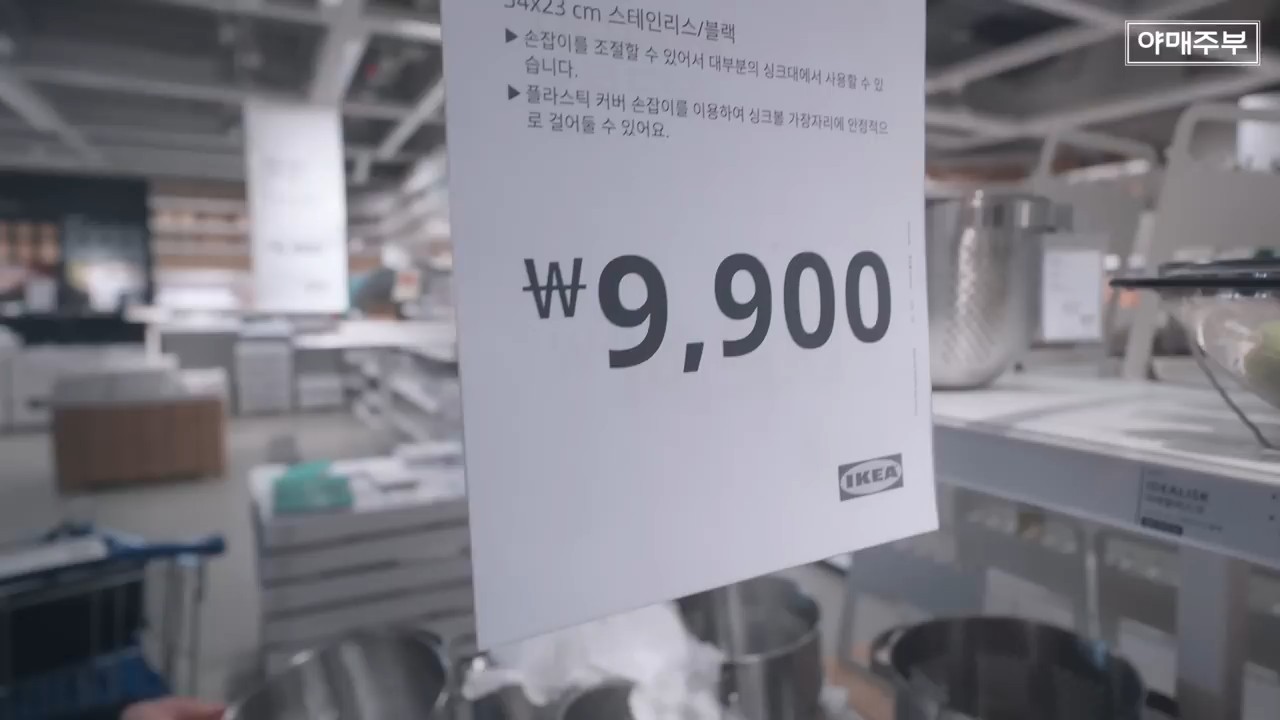 34x23 cm 스테인리스/블랙
▶ 손잡이를 조절할 수 있어서 대부분의 싱크대에서 사용할 수 있
습니다.
▶ 플라스틱 커버 손잡이를 이용하여 싱크볼 가장자리에 안정적으
로 걸어둘 수 있어요.
₩9,900
IKEA
야매주부
IDEALISK